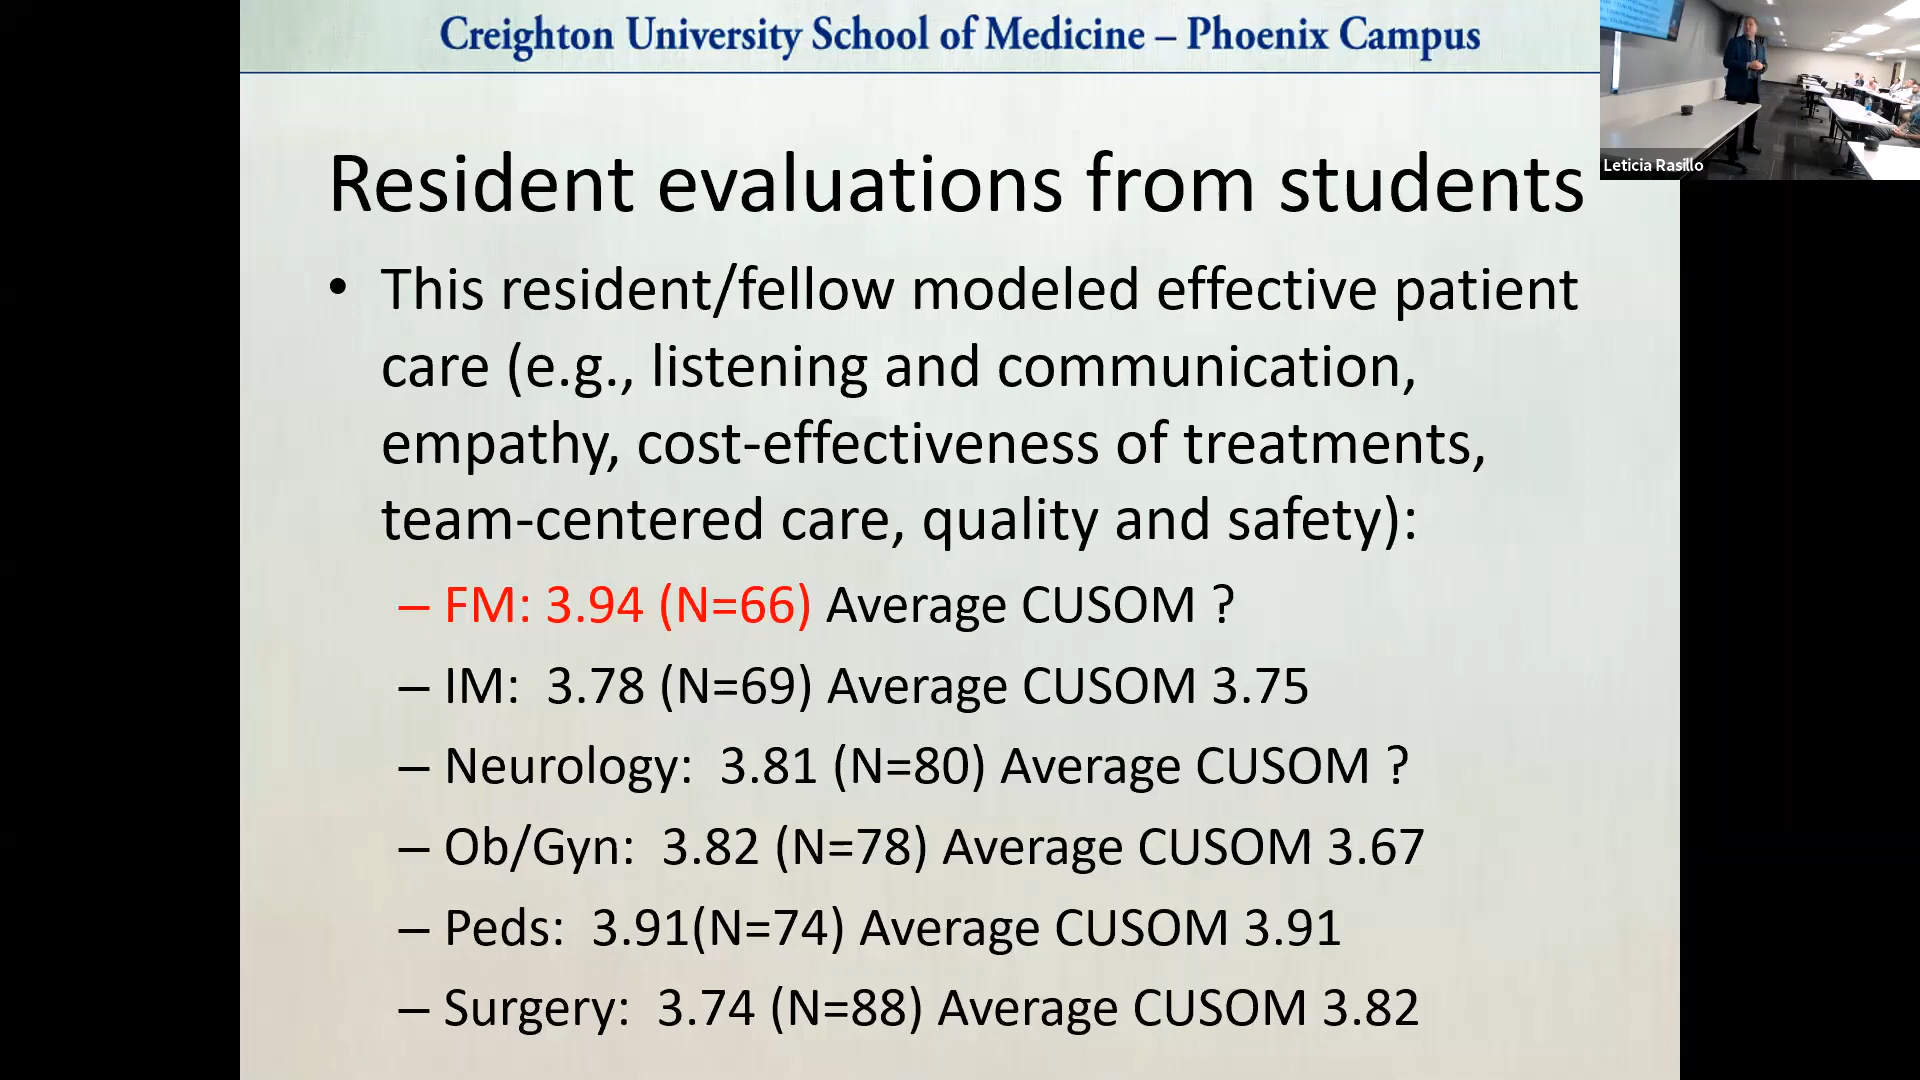 Creighton University School of Medicine – Phoenix Campus
Leticia Rasillo
Resident evaluations from students
• This resident/fellow modeled effective patient
care (e.g., listening and communication,
empathy, cost-effectiveness of treatments,
team-centered care, quality and safety):
– FM: 3.94 (N=66) Average CUSOM ?
– IM: 3.78 (N=69) Average CUSOM 3.75
– Neurology: 3.81 (N=80) Average CUSOM ?
– Ob/Gyn: 3.82 (N=78) Average CUSOM 3.67
– Peds: 3.91(N=74) Average CUSOM 3.91
– Surgery: 3.74 (N=88) Average CUSOM 3.82